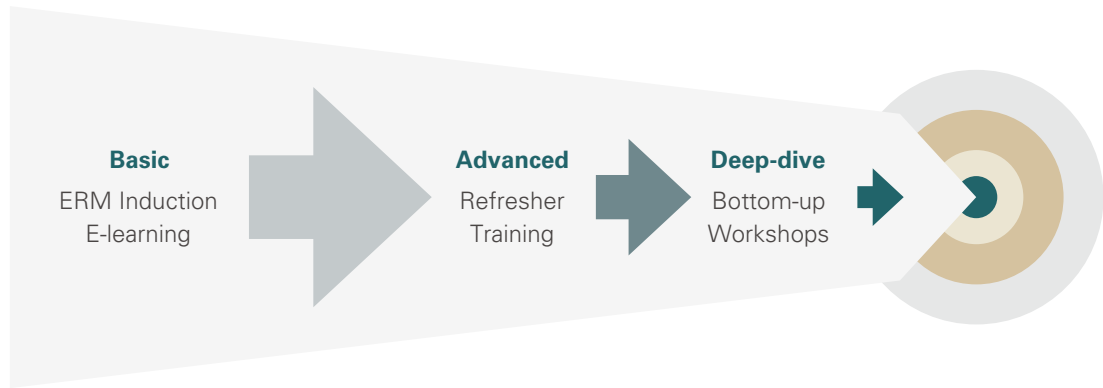 Basic
ERM Induction
E-learning
Advanced
Refresher
Training
Deep-dive
Bottom-up
Workshops